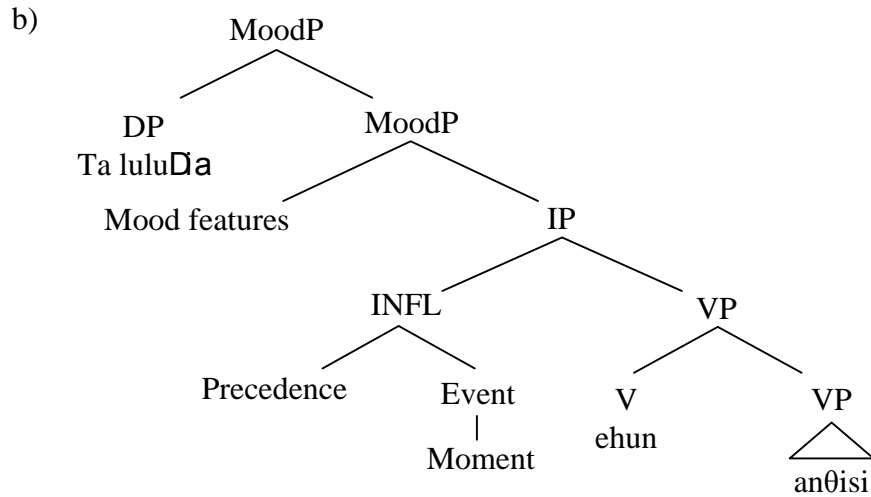 b)
MoodP
DP
MoodP
Ta luluDia
Mood features
IP
INFL
VP
Precedence
Event
V
VP
ehun
Moment
anθisi